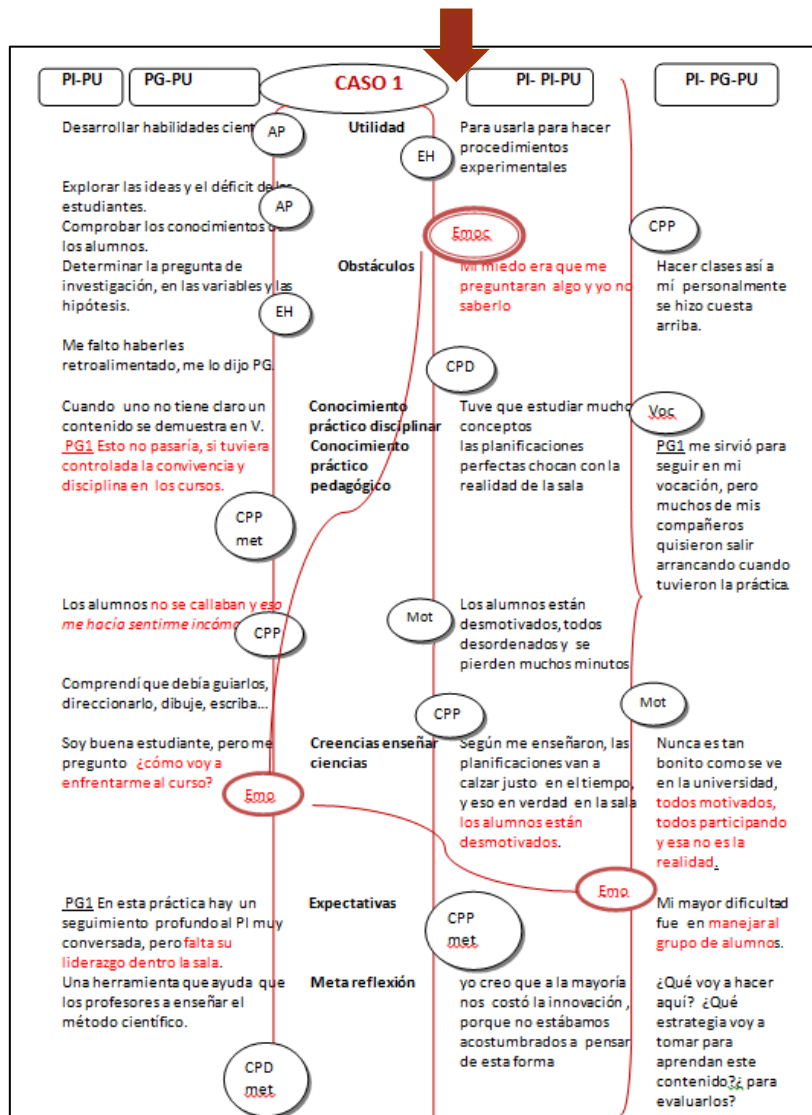 PI-PU
PG-PU
CASO 1
PI- PI-PU
PI- PG-PU
Desarrollar habilidades
AP
Utilidad
EH
Para usarla para hacer
procedimientos
experimentales
Explorar las ideas y el déficit de
estudiantes.
AP
Comprobar los conocimientos
los alumnos.
Determinar la pregunta de
investigación, en las variables y las
hipótesis.
EH
Me falto haberles
retroalimentado, me lo dijo PG.
Emoc
Obstáculos
Mi miedo era que me
preguntaran algo y yo no
saberlo
CPP
Hacer clases así a
mí personalmente
se hizo cuesta
arriba.
CPD
Cuando uno no tiene claro un
contenido se demuestra en V.
PG1 Esto no pasaría, si tuviera
controlada la convivencia y
disciplina en los cursos.
CPP
met
Conocimiento
práctico disciplinar
Conocimiento
práctico
pedagógico
Tuve que estudiar mucho
conceptos
las planificaciones
perfectas chocan con la
realidad de la sala
Voc
PG1 me sirvió para
seguir en mi
vocación, pero
muchos de mis
compañeros
quisieron salir
arrancando cuando
tuvieron la práctica.
Los alumnos no se callaban y eso
me hacía sentirme
CPP
Mot
Los alumnos están
desmotivados, todos
desordenados y se
pierden muchos minutos
Comprendí que debía guiarlos,
direccionarlo, dibuje, escriba...
CPP
Mot
Soy buena estudiante, pero me
pregunto ¿cómo voy a
enfrentarme al curso?
Emo
Creencias enseñar
ciencias
Según me enseñaron, las
planificaciones van a
calzar justo en el tiempo,
y eso en verdad en la sala
los alumnos están
desmotivados.
Nunca es tan
bonito como se ve
en la universidad,
todos motivados,
todos participando
y esa no es la
realidad.
Emo
PG1 En esta práctica hay un
seguimiento profundo al PI muy
conversada, pero falta su
liderazgo dentro la sala.
Expectativas
CPP
met
Mi mayor dificultad
fue en manejar al
grupo de alumnos.
Una herramienta que ayuda que
los profesores a enseñar el
método científico.
CPD
met
Meta reflexión
yo creo que a la mayoría
nos costó la innovación ,
porque no estábamos
acostumbrados a pensar
de esta forma
¿Qué voy a hacer
aquí? ¿Qué
estrategia voy a
tomar para
aprendan este
contenido?¿ para
evaluarlos?